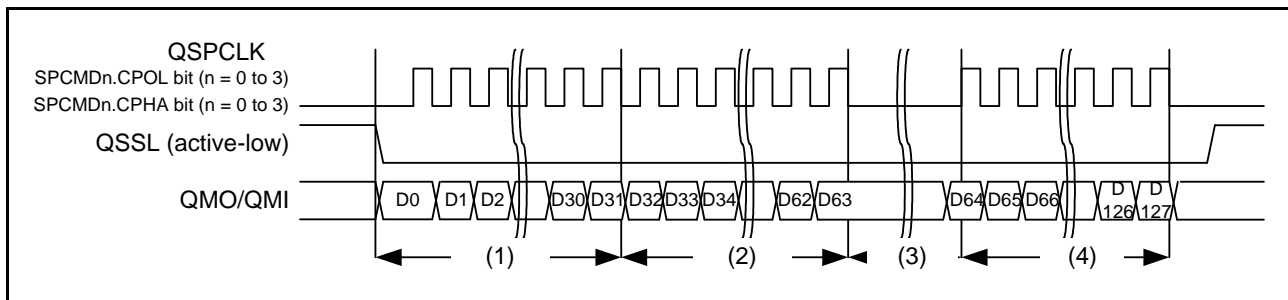 QSPCLK
SPCMDn.CPOL bit (n = 0 to 3)
SPCMDn.CPHA bit (n = 0 to 3)
QSSL (active-low)
QMO/QMI
D0 D1 D2 D30 D31 D32 D33 D34 D62 D63 D64 D65 D66 D 126 D 127
(1) (2) (3) (4)